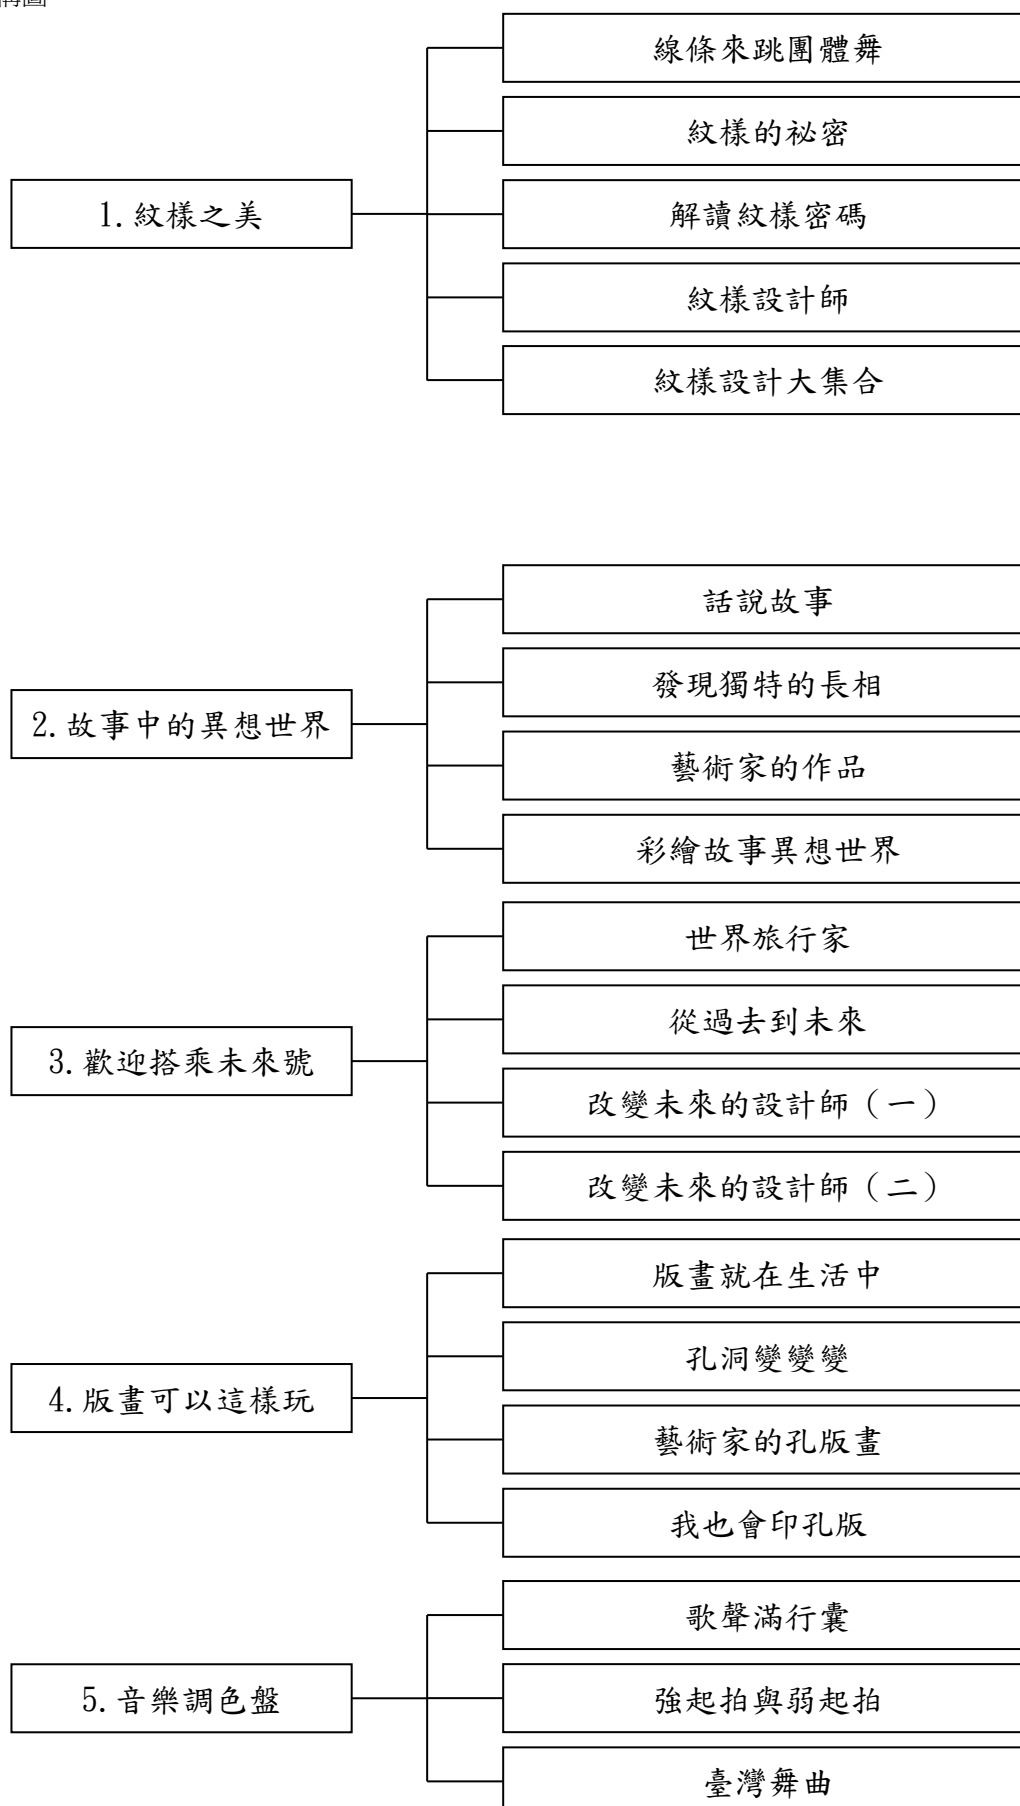 構圖
1.紋樣之美
線條來跳團體舞
紋樣的祕密
解讀紋樣密碼
紋樣設計師
紋樣設計大集合
2.故事中的異想世界
話說故事
發現獨特的長相
藝術家的作品
彩繪故事異想世界
3.歡迎搭乘未來號
世界旅行家
從過去到未來
改變未來的設計師（一）
改變未來的設計師（二）
4.版畫可以這樣玩
版畫就在生活中
孔洞變變變
藝術家的孔版畫
我也會印孔版
5.音樂調色盤
歌聲滿行囊
強起拍與弱起拍
臺灣舞曲